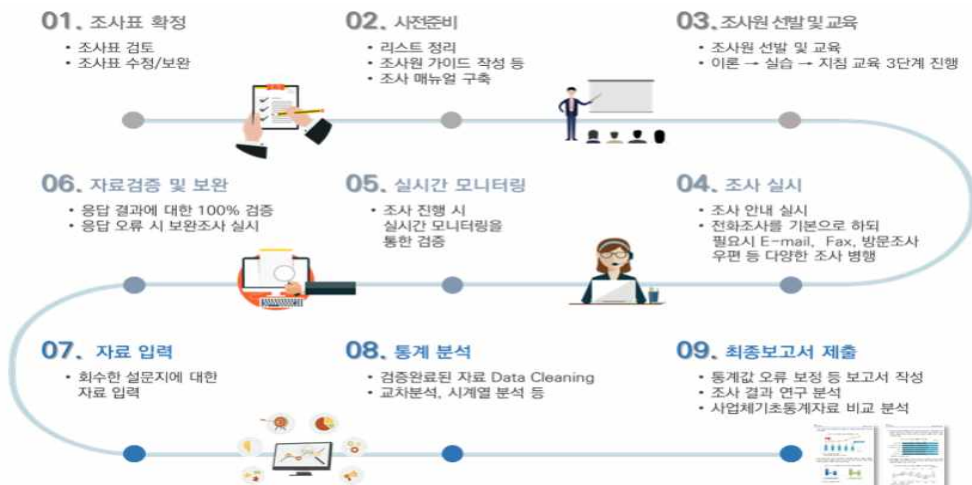 01. 조사표 확정
• 조사표 검토
• 조사표 수정/보완
02. 사전준비
• 리스트 정리
• 조사원 가이드 작성 등
• 조사 매뉴얼 구축
03. 조사원 선발 및 교육
• 조사원 선발 및 교육
• 이론 → 실습 → 지침 교육 3단계 진행
04. 조사 실시
• 조사 안내 실시
• 전화조사를 기본으로 하되
필요시 E-mail, Fax, 방문조사
우편 등 다양한 조사 병행
05. 실시간 모니터링
• 조사 진행 시
실시간 모니터링을
통한 검증
06. 자료검증 및 보완
• 응답 결과에 대한 100% 검증
• 응답 오류 시 보완조사 실시
07. 자료 입력
• 회수한 설문지에 대한
자료 입력
08. 통계 분석
• 검증완료된 자료 Data Cleaning
• 교차분석, 시계열 분석 등
09. 최종보고서 제출
• 통계값 오류 보정 등 보고서 작성
• 조사 결과 연구 분석
• 사업체기초통계자료 비교 분석